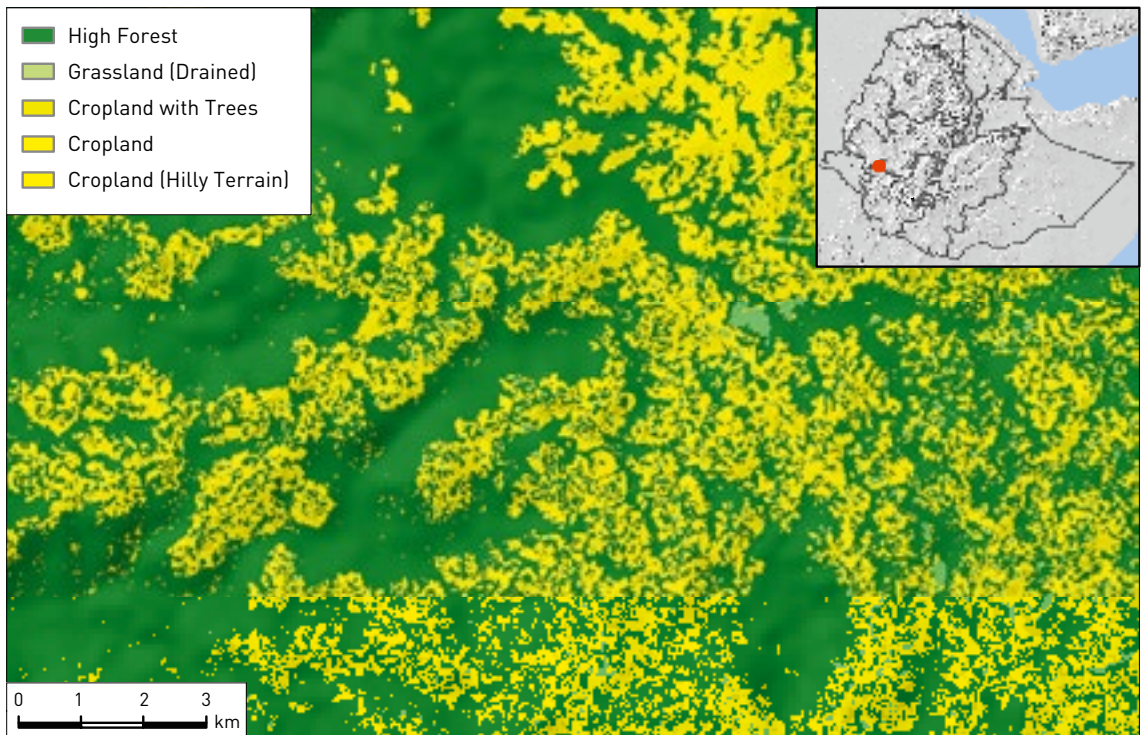 High Forest
Grassland (Drained)
Cropland with Trees
Cropland
Cropland (Hilly Terrain)
0 1 2 3
km